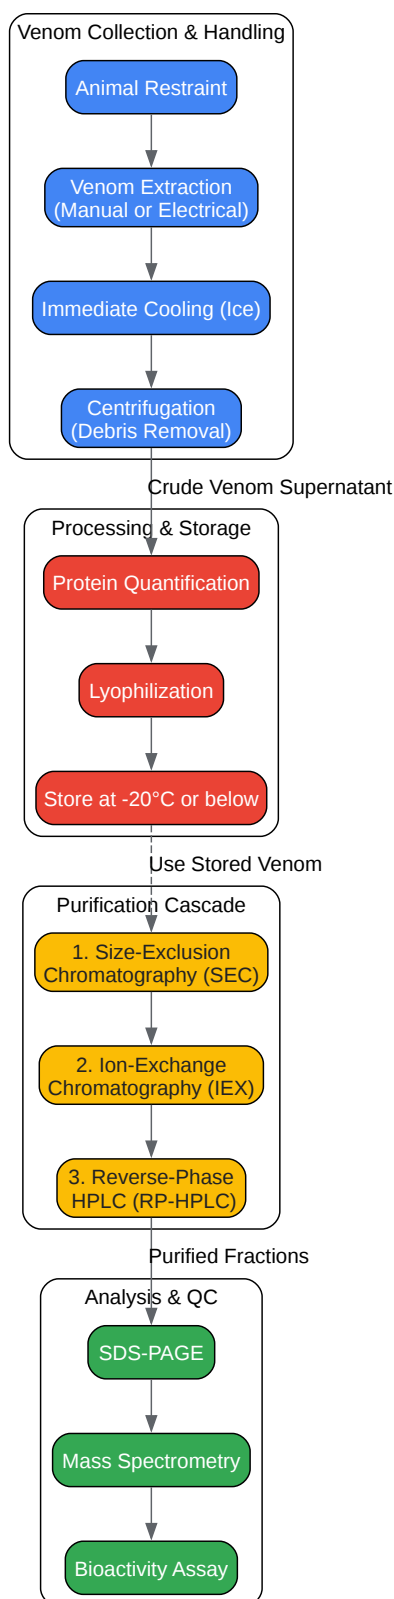 Venom Collection & Handling
Animal Restraint
Venom Extraction
(Manual or Electrical)
Immediate Cooling (Ice)
Centrifugation
(Debris Removal)
Crude Venom Supernatant
Processing & Storage
Protein Quantification
Lyophilization
Store at -20°C or below
Use Stored Venom
Purification Cascade
1. Size-Exclusion
Chromatography (SEC)
2. Ion-Exchange
Chromatography (IEX)
3. Reverse-Phase
HPLC (RP-HPLC)
Purified Fractions
Analysis & QC
SDS-PAGE
Mass Spectrometry
Bioactivity Assay